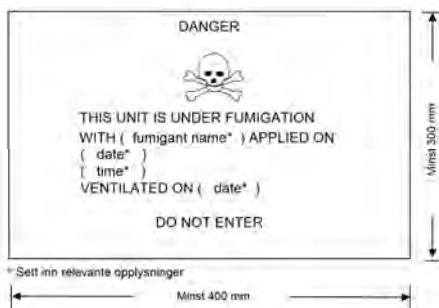 DANGER
THIS UNIT IS UNDER FUMIGATION
WITH ( fumigant name* ) APPLIED ON
( date* )
( time* )
VENTILATED ON ( date* )
DO NOT ENTER
Minst 300 mm
* Sett inn relevante opplysninger
Minst 400 mm